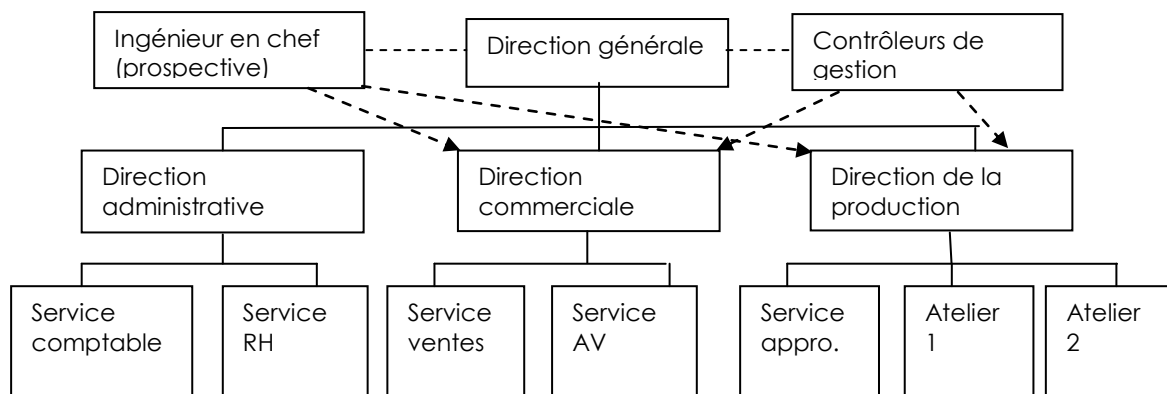 Ingénieur en chef
(prospective)
Direction générale
Contrôleurs de
gestion
Direction
administrative
Direction
commerciale
Direction de la
production
Service
comptable
Service
RH
Service
ventes
Service
AV
Service
appro.
Atelier
1
Atelier
2